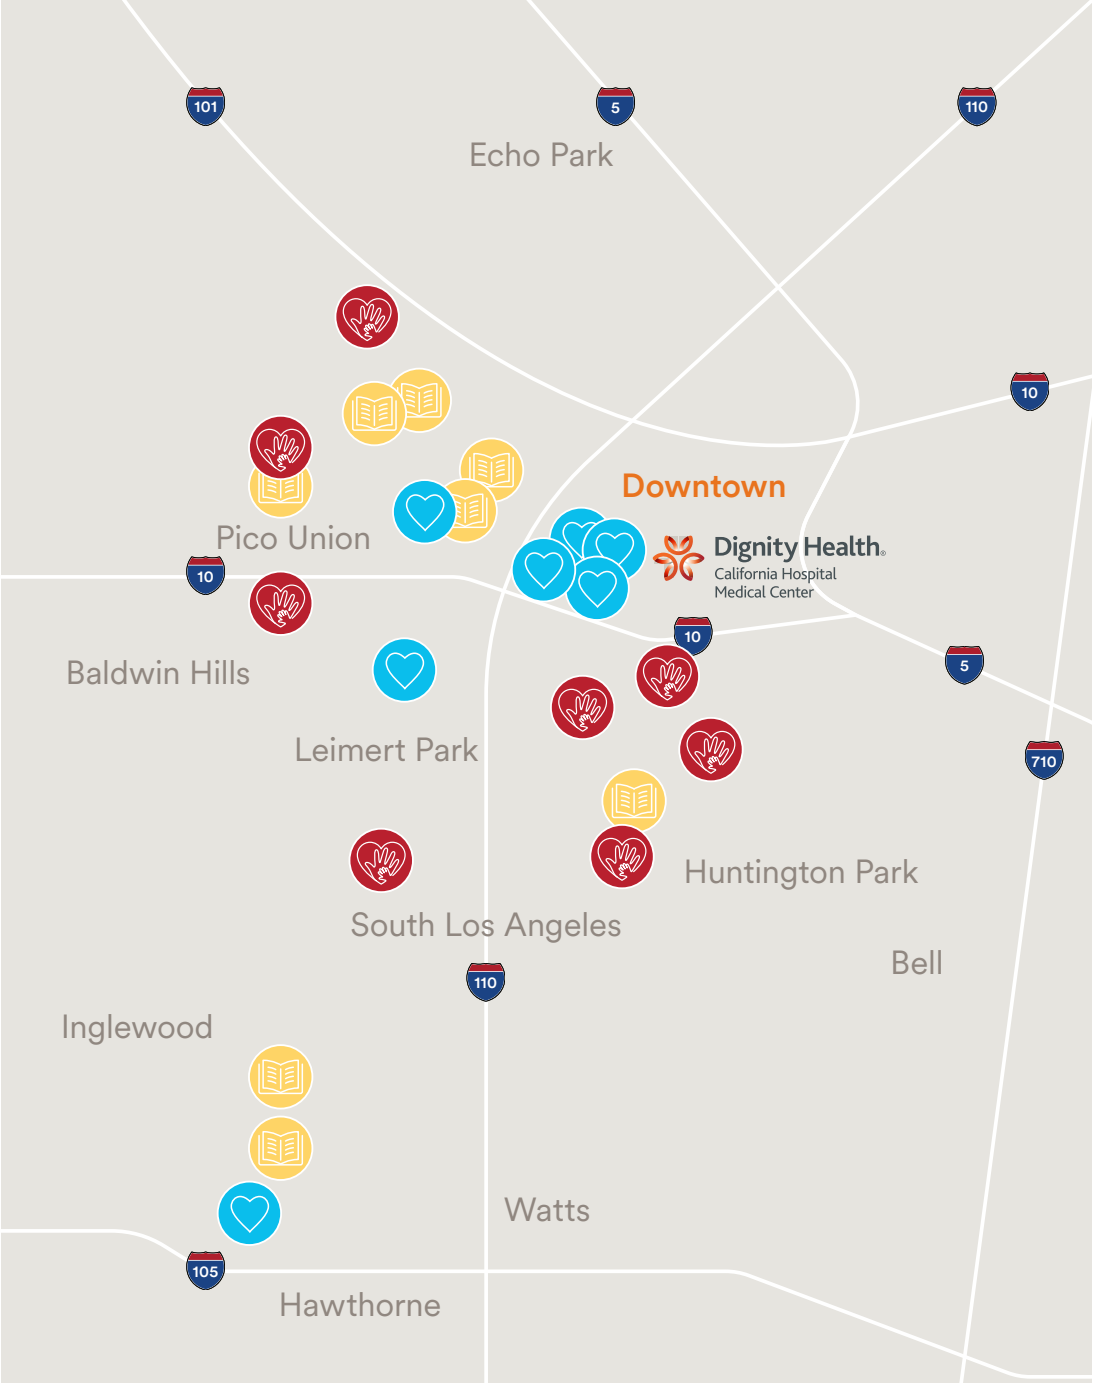 101
5
110
Echo Park
10
Downtown
Dignity Health®
California Hospital
Medical Center
Pico Union
10
10
5
Baldwin Hills
Leimert Park
710
Huntington Park
South Los Angeles
Bell
110
Inglewood
Watts
105
Hawthorne